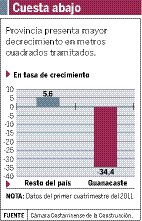 Cuesta abajo
Provincia presenta mayor
decrecimiento en metros
cuadrados tramitados.
En tasa de crecimiento
10
5
0
-5
-10
-15
-20
-25
-30
-35
-40
5,6
34,4
Resto del país
Guanacaste
NOTA: Datos del primer cuatrimestre del 2011.
FUENTE Cámara Costarricense de la Construcción.